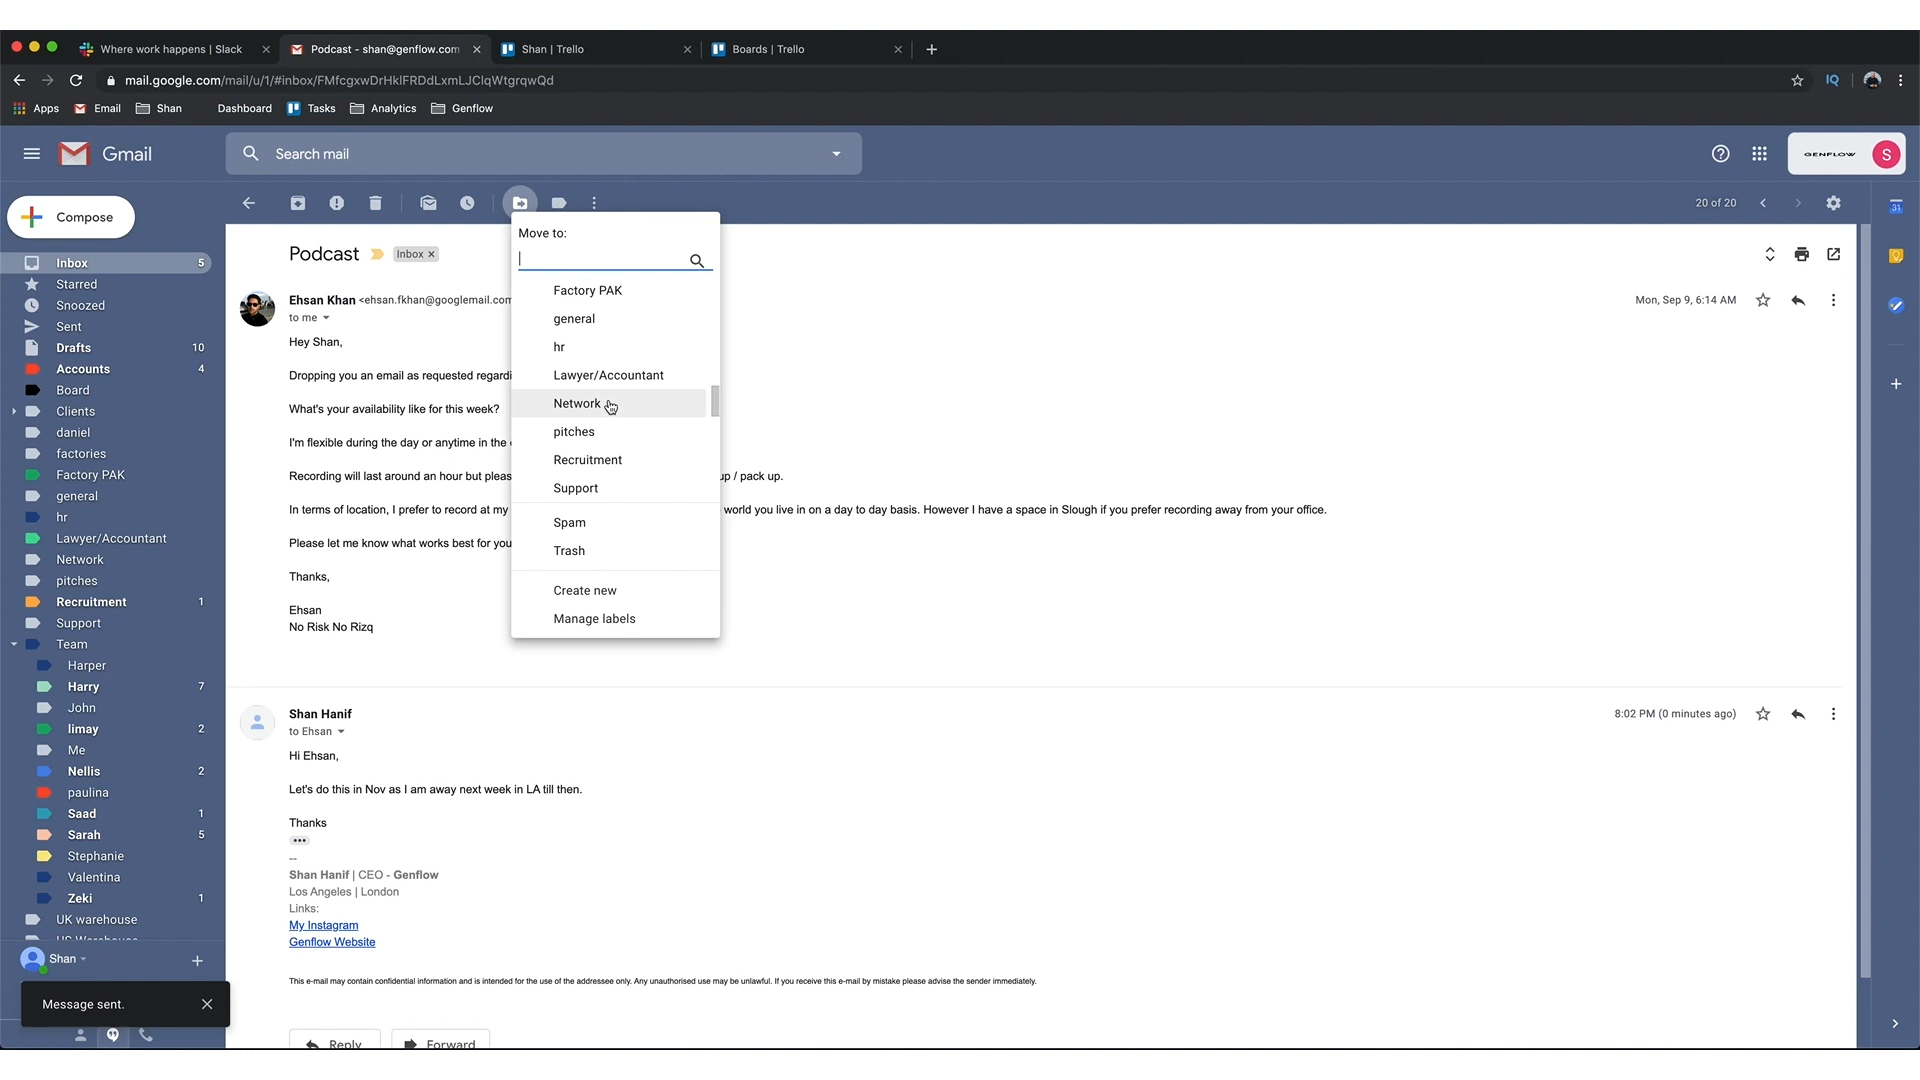 Where work happens | Slack
Podcast - shan@genflow.com
Shan | Trello
Boards | Trello
mail.google.com/mail/u/1/#inbox/FMfcgxwDrHklFRDdLxmLJClqWtgrqwQd
IQ
Apps
Email
Shan
Dashboard
Tasks
Analytics
Genflow
Gmail
Search mail
GENFLOW
S
Compose
20 of 20
31
Inbox 5
Starred
Snoozed
Sent
Drafts 10
Accounts 4
Board
Clients
daniel
factories
Factory PAK
general
hr
Lawyer/Accountant
Network
pitches
Recruitment 1
Support
Team
Harper
Harry 7
John
limay 2
Me
Nellis 2
paulina
Saad 1
Sarah 5
Stephanie
Valentina
Zeki 1
UK warehouse
US Warehouse
Shan
Message sent.
Podcast
Inbox
Ehsan Khan <ehsan.fkhan@googlemail.com
Mon, Sep 9, 6:14 AM
to me
Hey Shan,
Dropping you an email as requested regardi
What's your availability like for this week?
I'm flexible during the day or anytime in the
Recording will last around an hour but pleas up / pack up.
In terms of location, I prefer to record at my world you live in on a day to day basis. However I have a space in Slough if you prefer recording away from your office.
Please let me know what works best for you
Thanks,
Ehsan
No Risk No Rizq
Move to:
Factory PAK
general
hr
Lawyer/Accountant
Network
pitches
Recruitment
Support
Spam
Trash
Create new
Manage labels
Shan Hanif
8:02 PM (0 minutes ago)
to Ehsan
Hi Ehsan,
Let's do this in Nov as I am away next week in LA till then.
Thanks
--
Shan Hanif | CEO - Genflow
Los Angeles | London
Links:
My Instagram
Genflow Website
This e-mail may contain confidential information and is intended for the use of the addressee only. Any unauthorised use may be unlawful. If you receive this e-mail by mistake please advise the sender immediately.
Reply
Forward